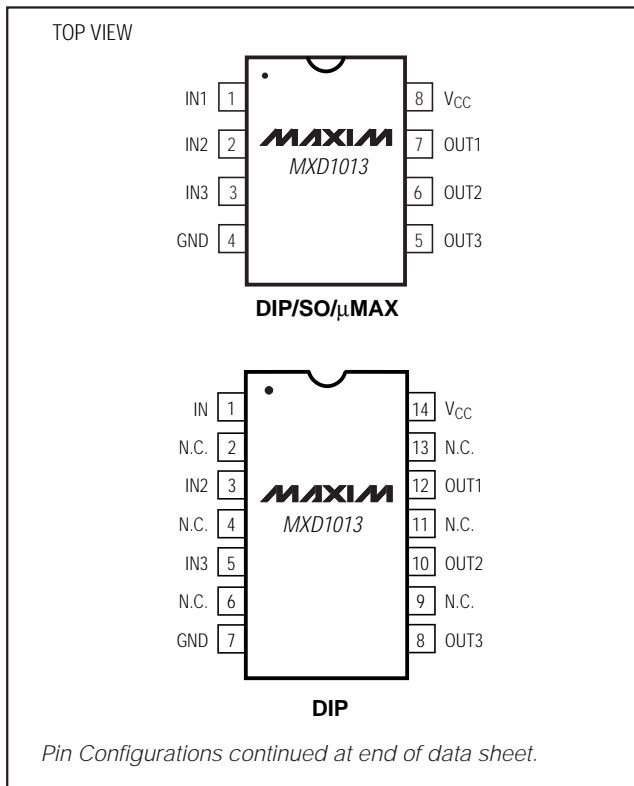 TOP VIEW
IN1 1
8 VCC
IN2 2
MAXIM
7 OUT1
MXD1013
IN3 3
6 OUT2
GND 4
5 OUT3
DIP/SO/μMAX
IN 1
14 VCC
N.C. 2
13 N.C.
IN2 3
MAXIM
12 OUT1
N.C. 4
MXD1013
11 N.C.
IN3 5
10 OUT2
N.C. 6
9 N.C.
GND 7
8 OUT3
DIP
Pin Configurations continued at end of data sheet.